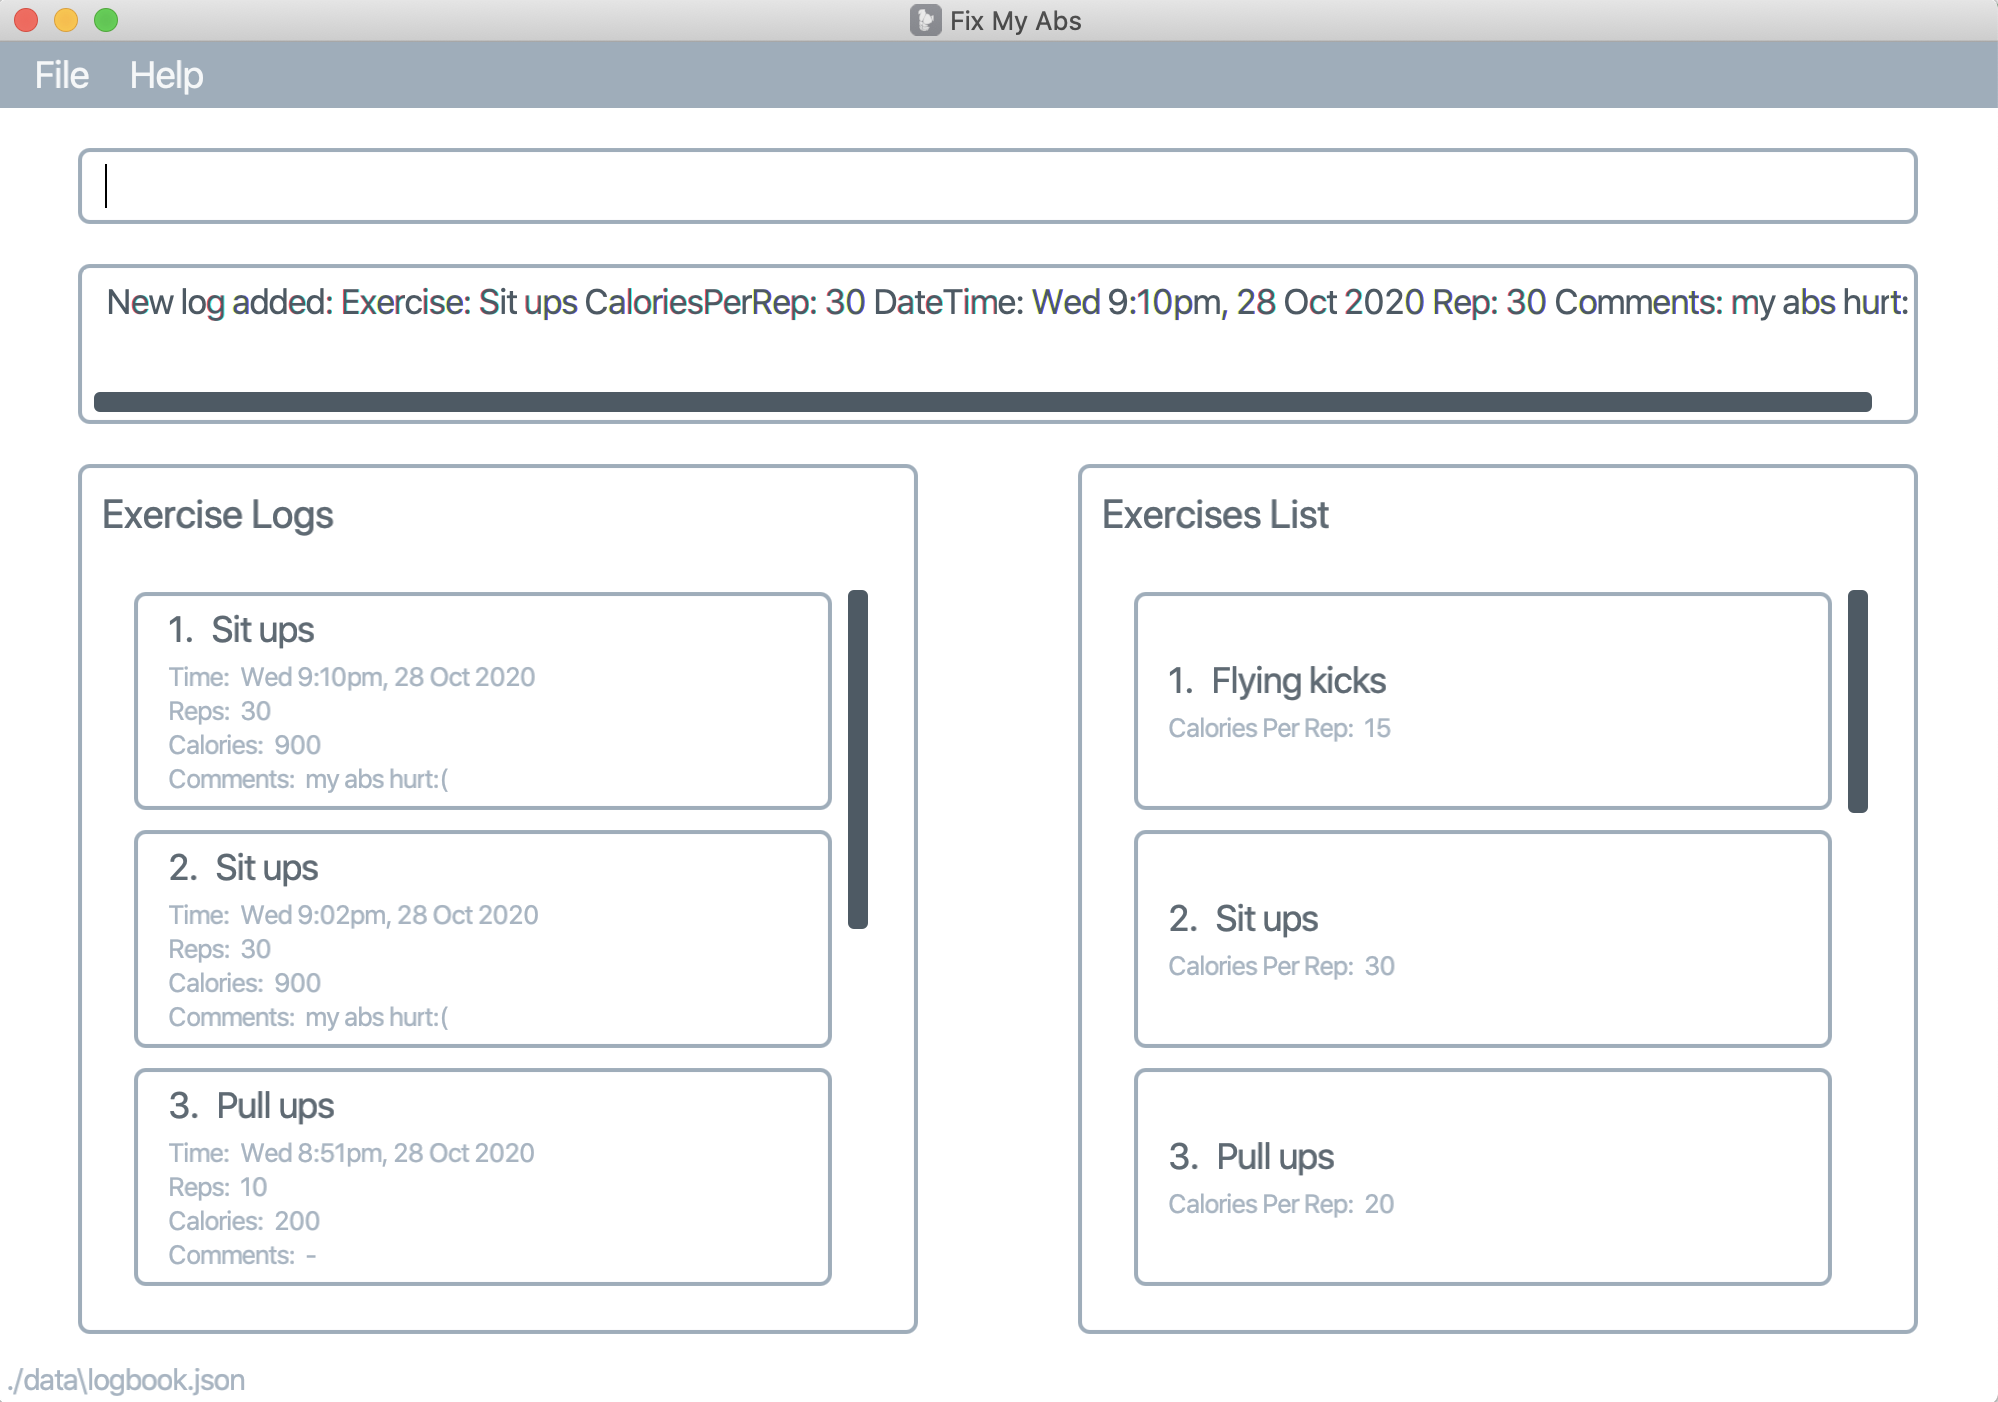 Fix My Abs
File Help
New log added: Exercise: Sit ups CaloriesPerRep: 30 DateTime: Wed 9:10pm, 28 Oct 2020 Rep: 30 Comments: my abs hurt:
Exercise Logs
1. Sit ups
Time: Wed 9:10pm, 28 Oct 2020
Reps: 30
Calories: 900
Comments: my abs hurt:(
2. Sit ups
Time: Wed 9:02pm, 28 Oct 2020
Reps: 30
Calories: 900
Comments: my abs hurt:(
3. Pull ups
Time: Wed 8:51pm, 28 Oct 2020
Reps: 10
Calories: 200
Comments: -
Exercises List
1. Flying kicks
Calories Per Rep: 15
2. Sit ups
Calories Per Rep: 30
3. Pull ups
Calories Per Rep: 20
./data\logbook.json